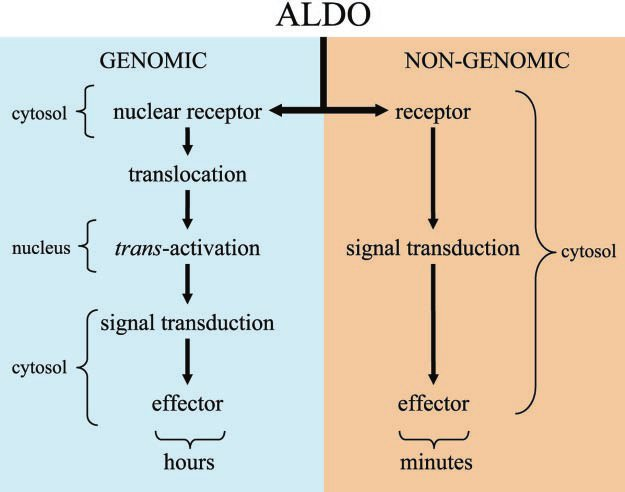 ALDO
GENOMIC
NON-GENOMIC
cytosol
nuclear receptor
receptor
translocation
nucleus
trans-activation
signal transduction
cytosol
signal transduction
cytosol
effector
effector
hours
minutes